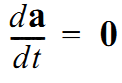 d𝐚/dt = 𝟎